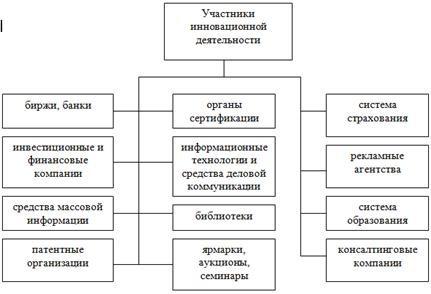 Участники
инновационной
деятельности
биржи, банки
органы
сертификации
система
страхования
инвестиционные и
финансовые
компании
информационные
технологии и
средства деловой
коммуникации
рекламные
агентства
средства массовой
информации
библиотеки
система
образования
патентные
организации
ярмарки,
аукционы,
семинары
консалтинговые
компании